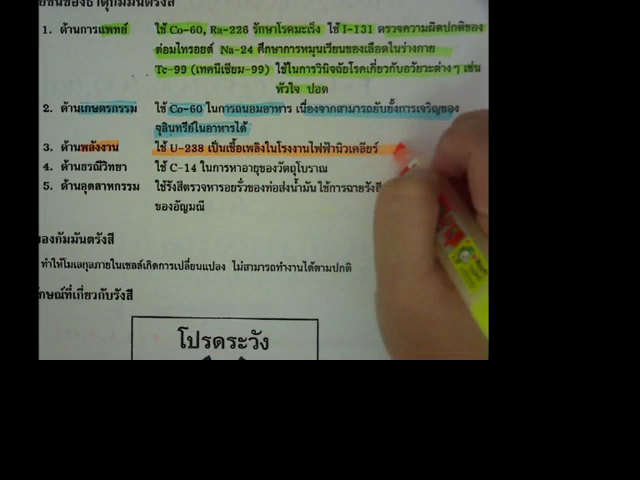 ของธาตุกัมมันตรังสี
1. ด้านการแพทย์ ใช้ Co-60, Ra-226 รักษาโรคมะเร็ง ใช้ I-131 ตรวจความผิดปกติของ
ต่อมไทรอยด์ Na-24 ศึกษาการหมุนเวียนของเลือดในร่างกาย
Tc-99 (เทคนีเซียม-99) ใช้ในการวินิจฉัยโรคเกี่ยวกับอวัยวะต่างๆ เช่น
หัวใจ ปอด
2. ด้านเกษตรกรรม ใช้ Co-60 ในการถนอมอาหาร เนื่องจากสามารถยับยั้งการเจริญของ
จุลินทรีย์ในอาหารได้
3. ด้านพลังงาน ใช้ U-238 เป็นเชื้อเพลิงในโรงงานไฟฟ้านิวเคลียร์
4. ด้านธรณีวิทยา ใช้ C-14 ในการหาอายุของวัตถุโบราณ
5. ด้านอุตสาหกรรม ใช้รังสีตรวจหารอยรั่วของท่อส่งน้ำมัน ใช้การฉายรังสี
ของอัญมณี
ของกัมมันตรังสี
ทำให้โมเลกุลภายในเซลล์เกิดการเปลี่ยนแปลง ไม่สามารถทำงานได้ตามปกติ
ักษณ์ที่เกี่ยวกับรังสี
โปรดระวัง